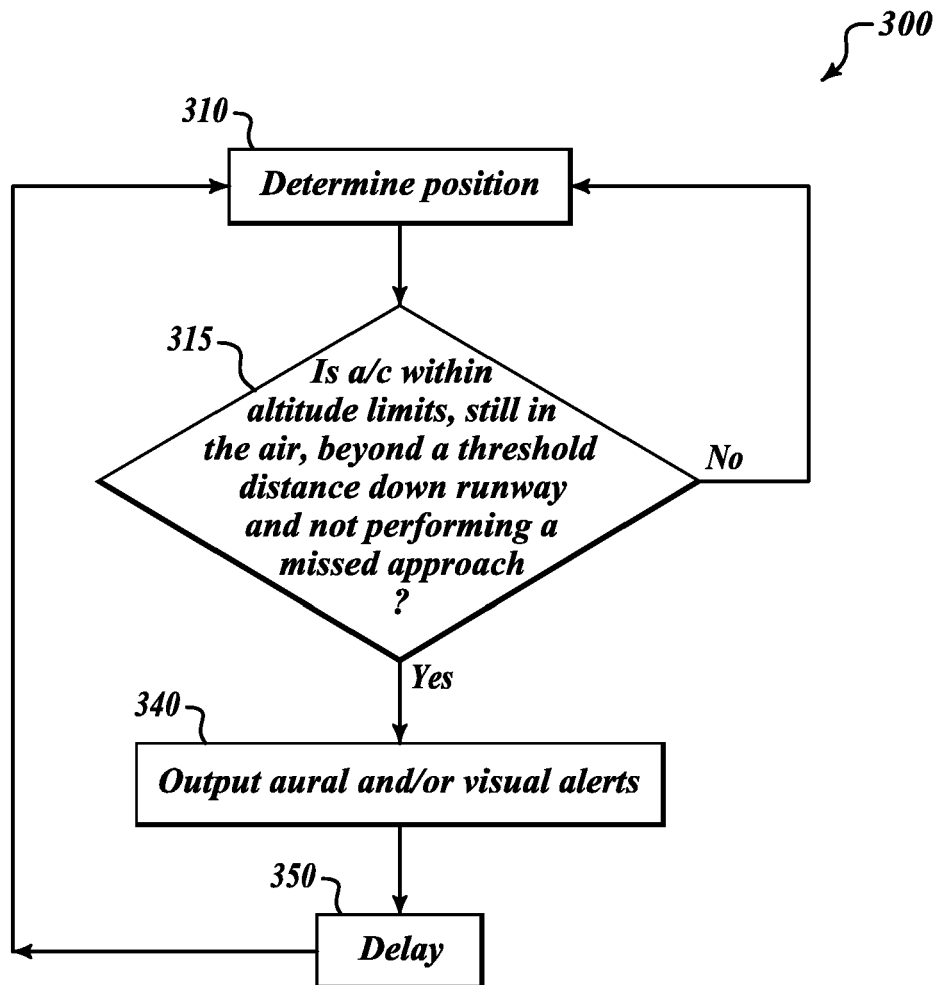 300
310
Determine position
315
Is a/c within
altitude limits, still in
the air, beyond a threshold
distance down runway
and not performing a
missed approach
?
No
Yes
340
Output aural and/or visual alerts
350
Delay